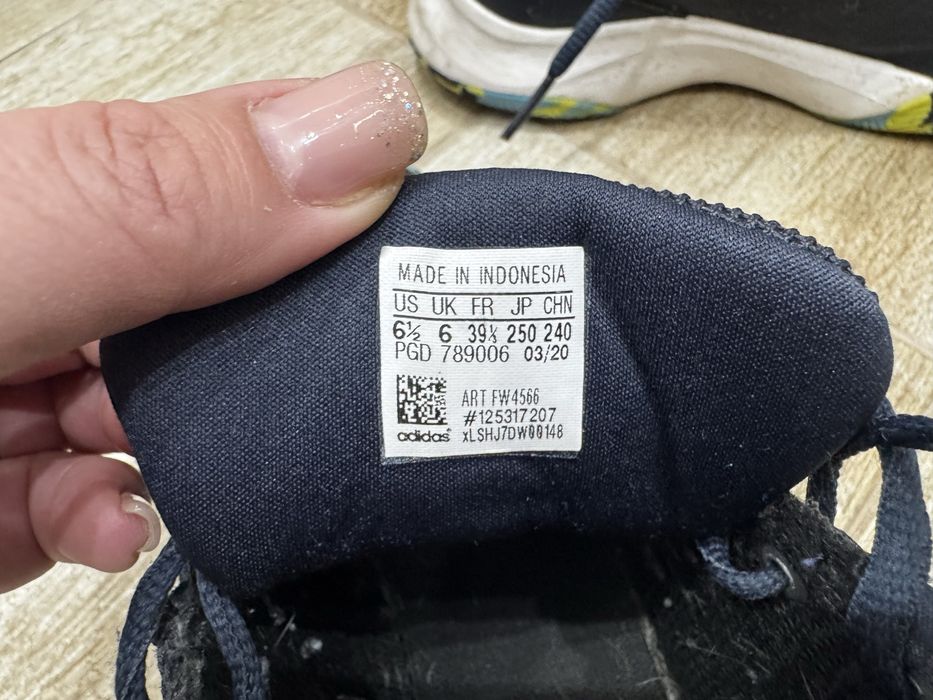 MADE IN INDONESIA
US UK FR JP CHN
6½ 6 39⅓ 250 240
PGD 789006 03/20
ART FW4566
#125317207
adidas xLSHJ7DW00148